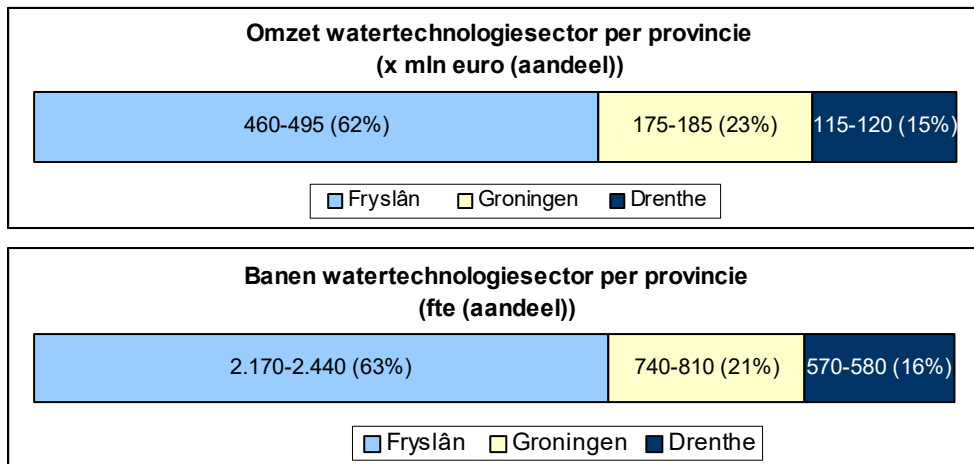 Omzet watertechnologiesector per provincie
(x mln euro (aandeel))
460-495 (62%) 175-185 (23%) 115-120 (15%)
Fryslân Groningen Drenthe
Banen watertechnologiesector per provincie
(fte (aandeel))
2.170-2.440 (63%) 740-810 (21%) 570-580 (16%)
Fryslân Groningen Drenthe